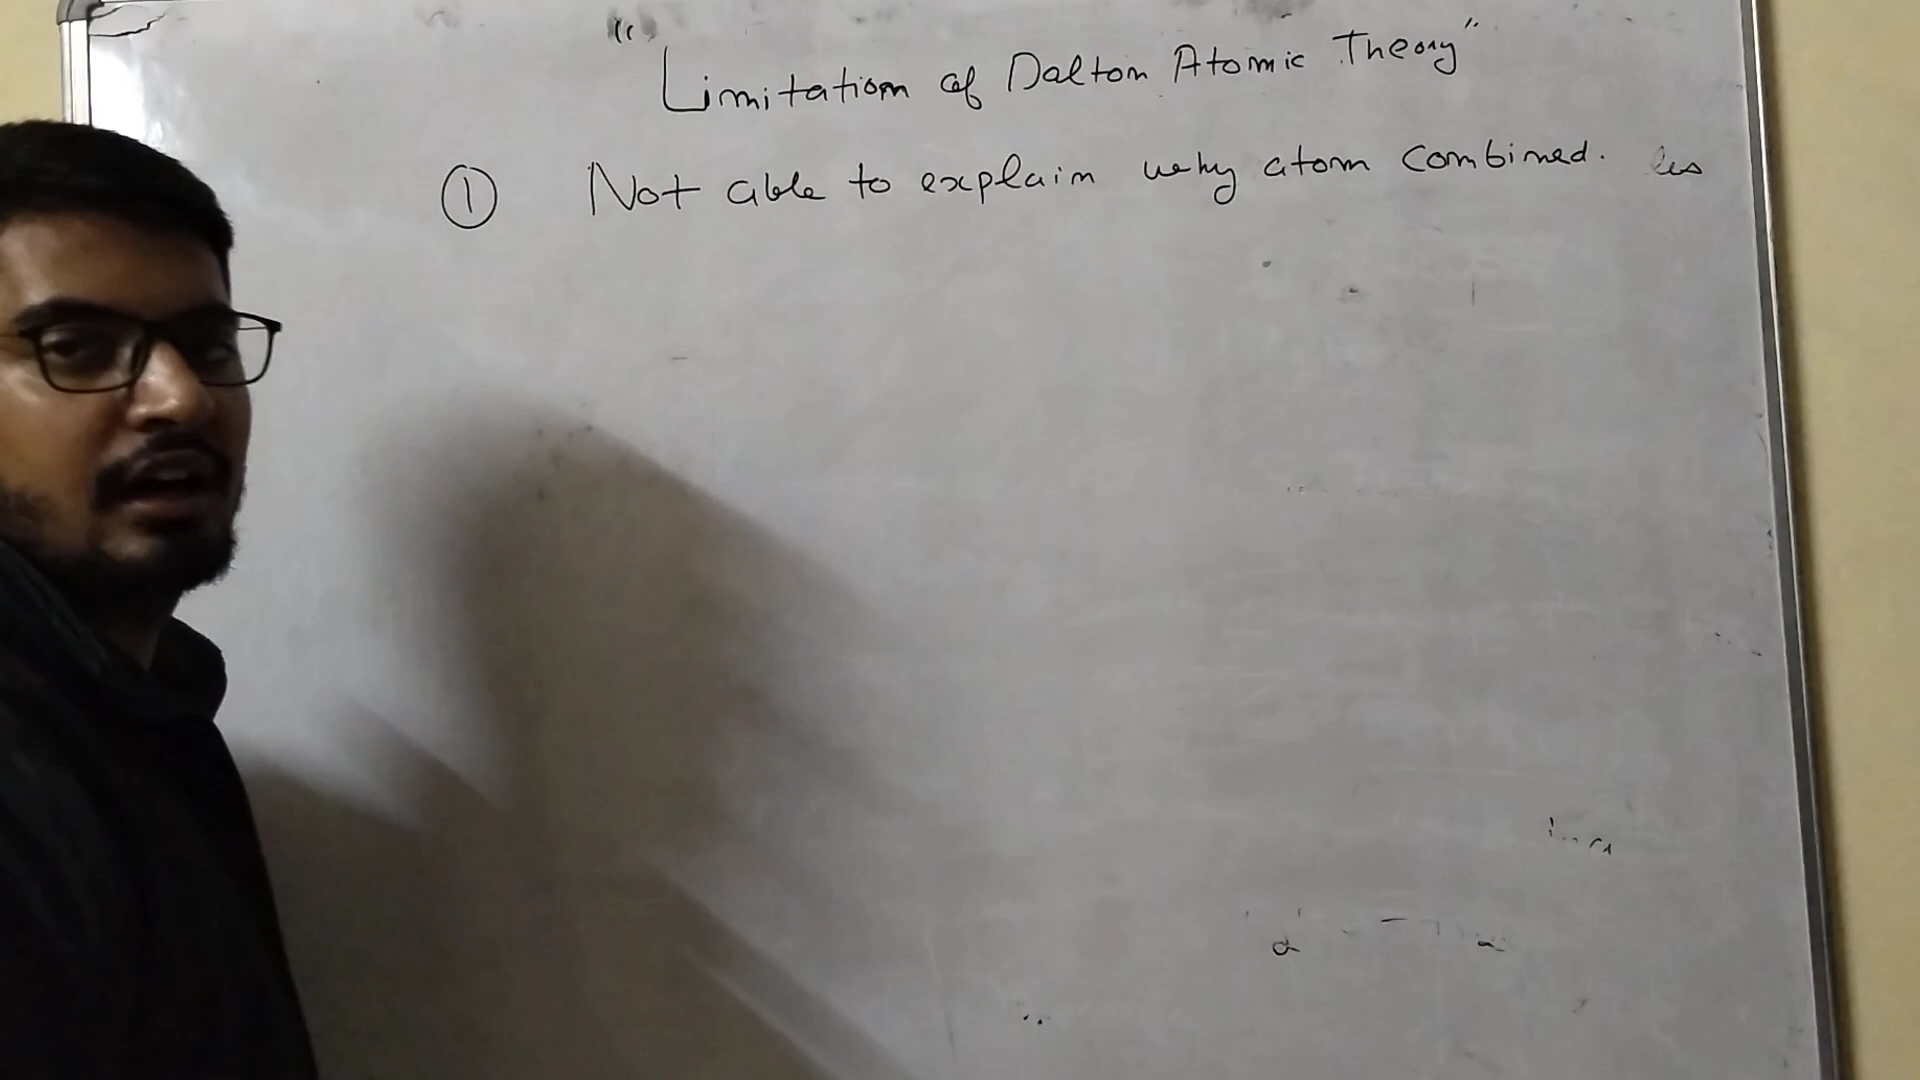 "Limitation of Dalton Atomic Theory"
① Not able to explain why atom combined.